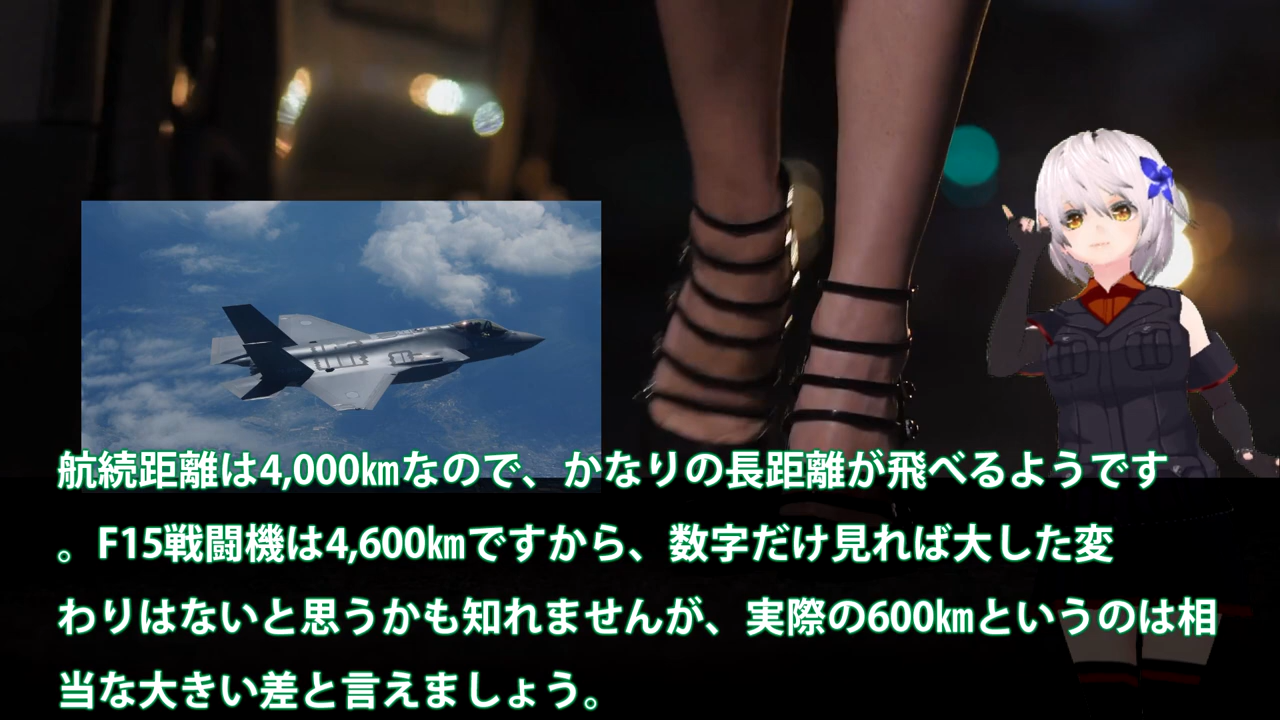 航続距離は4,000㎞なので、かなりの長距離が飛べるようです
。F15戦闘機は4,600㎞ですから、数字だけ見れば大した変
わりはないと思うかも知れませんが、実際の600㎞というのは相
当な大きい差と言えましょう。